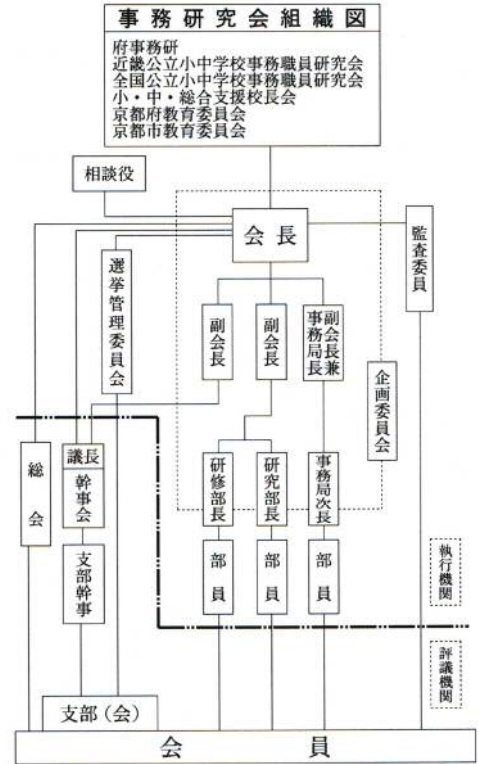 事務研究会組織図
府事務研
近畿公立小中学校事務職員研究会
全国公立小中学校事務職員研究会
小・中・総合支援校長会
京都府教育委員会
京都市教育委員会
相談役
会長
監査委員
選挙管理委員会
副会長
副会長
副会長兼
事務局長
企画委員会
総会
議長
幹事会
支部幹事
研修部長
研究部長
事務局次長
部員
部員
部員
執行機関
評議機関
支部（会）
会員